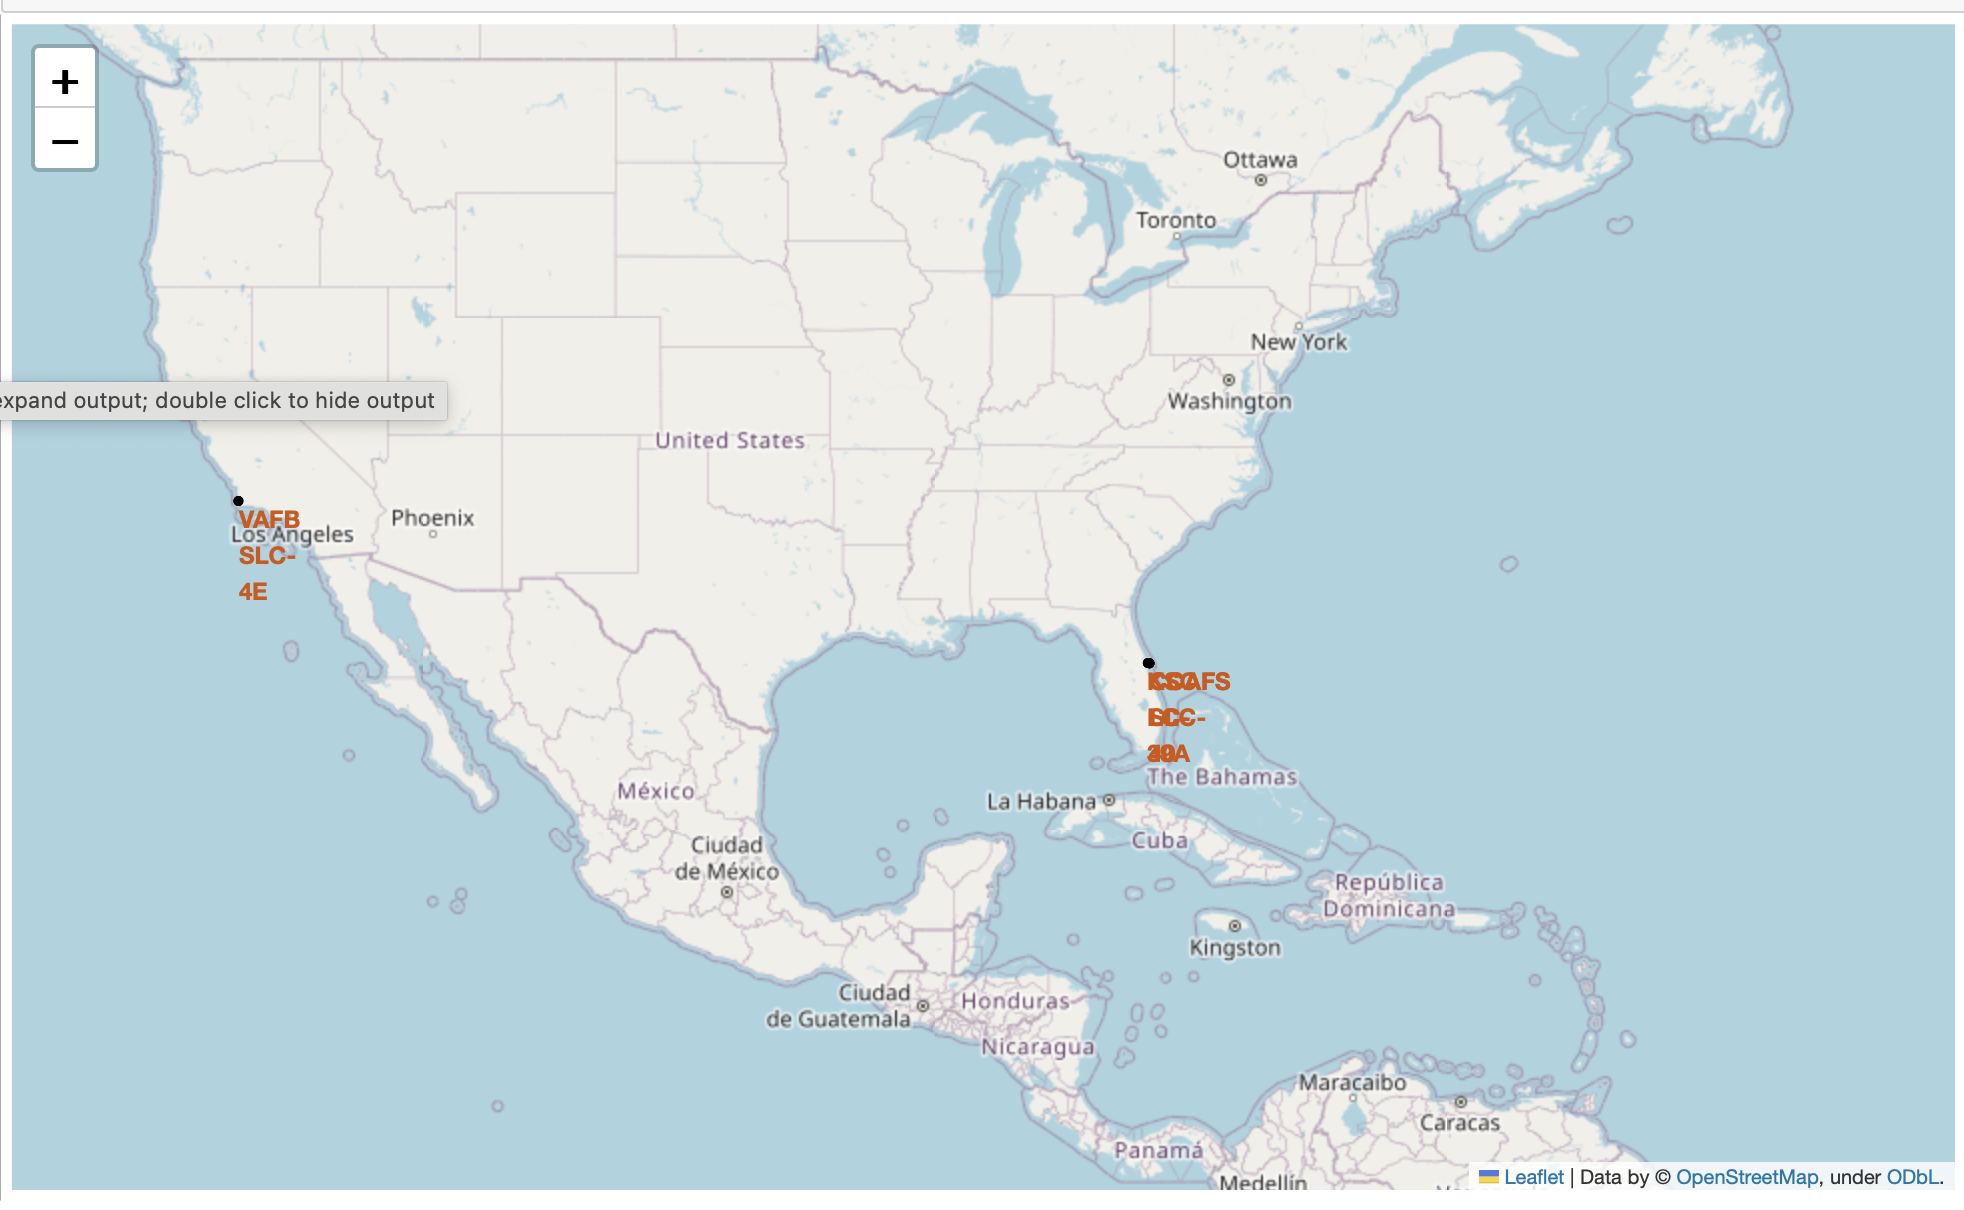 +
−
Ottawa
Toronto
New York
Washington
expand output; double click to hide output
United States
VAFB
SLC-
4E
Los Angeles
Phoenix
The Bahamas
La Habana
Cuba
México
Ciudad
de México
República
Dominicana
Kingston
Ciudad
de Guatemala
Honduras
Nicaragua
Maracaibo
Caracas
Panamá
Medellín
Leaflet | Data by © OpenStreetMap, under ODbL.